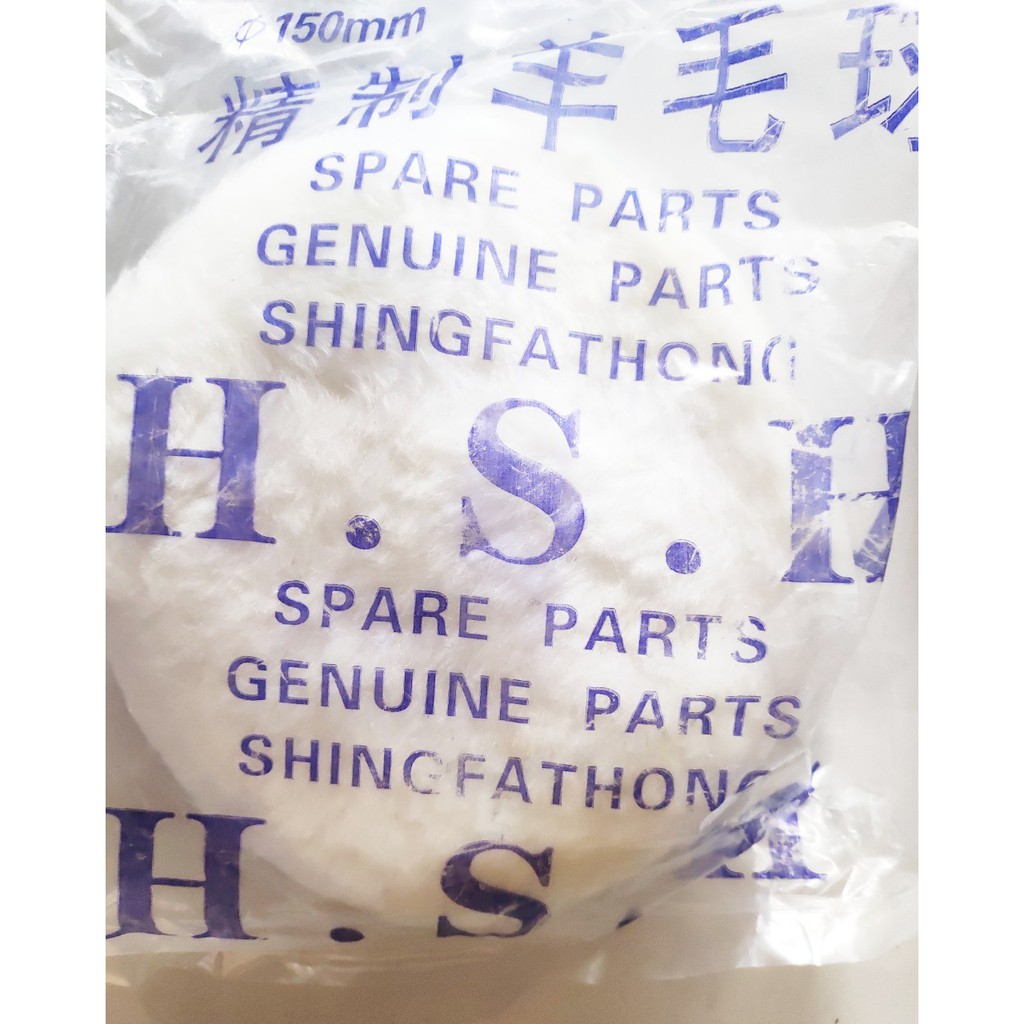 φ150mm
精制羊毛球
SPARE PARTS
GENUINE PARTS
SHINGFATHONG
H.S.H
SPARE PARTS
GENUINE PARTS
SHINGFATHONG
H.S.H